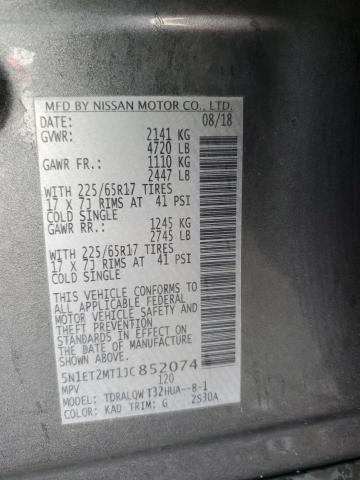 MFD BY NISSAN MOTOR CO., LTD.
DATE: 08/18
GVWR: 2141 KG
4720 LB
GAWR FR.: 1110 KG
2447 LB
WITH 225/65R17 TIRES
17 X 7J RIMS AT 41 PSI
COLD SINGLE
GAWR RR.: 1245 KG
2745 LB
WITH 225/65R17 TIRES
17 X 7J RIMS AT 41 PSI
COLD SINGLE
THIS VEHICLE CONFORMS TO
ALL APPLICABLE FEDERAL
MOTOR VEHICLE SAFETY AND
THEFT PREVENTION
STANDARDS IN EFFECT ON
THE DATE OF MANUFACTURE
SHOWN ABOVE.
5N1ET2MT1JC852074
MPV 120
MODEL: TDRALQW T32HUA--B-1
COLOR: KAD TRIM: G ZS30A